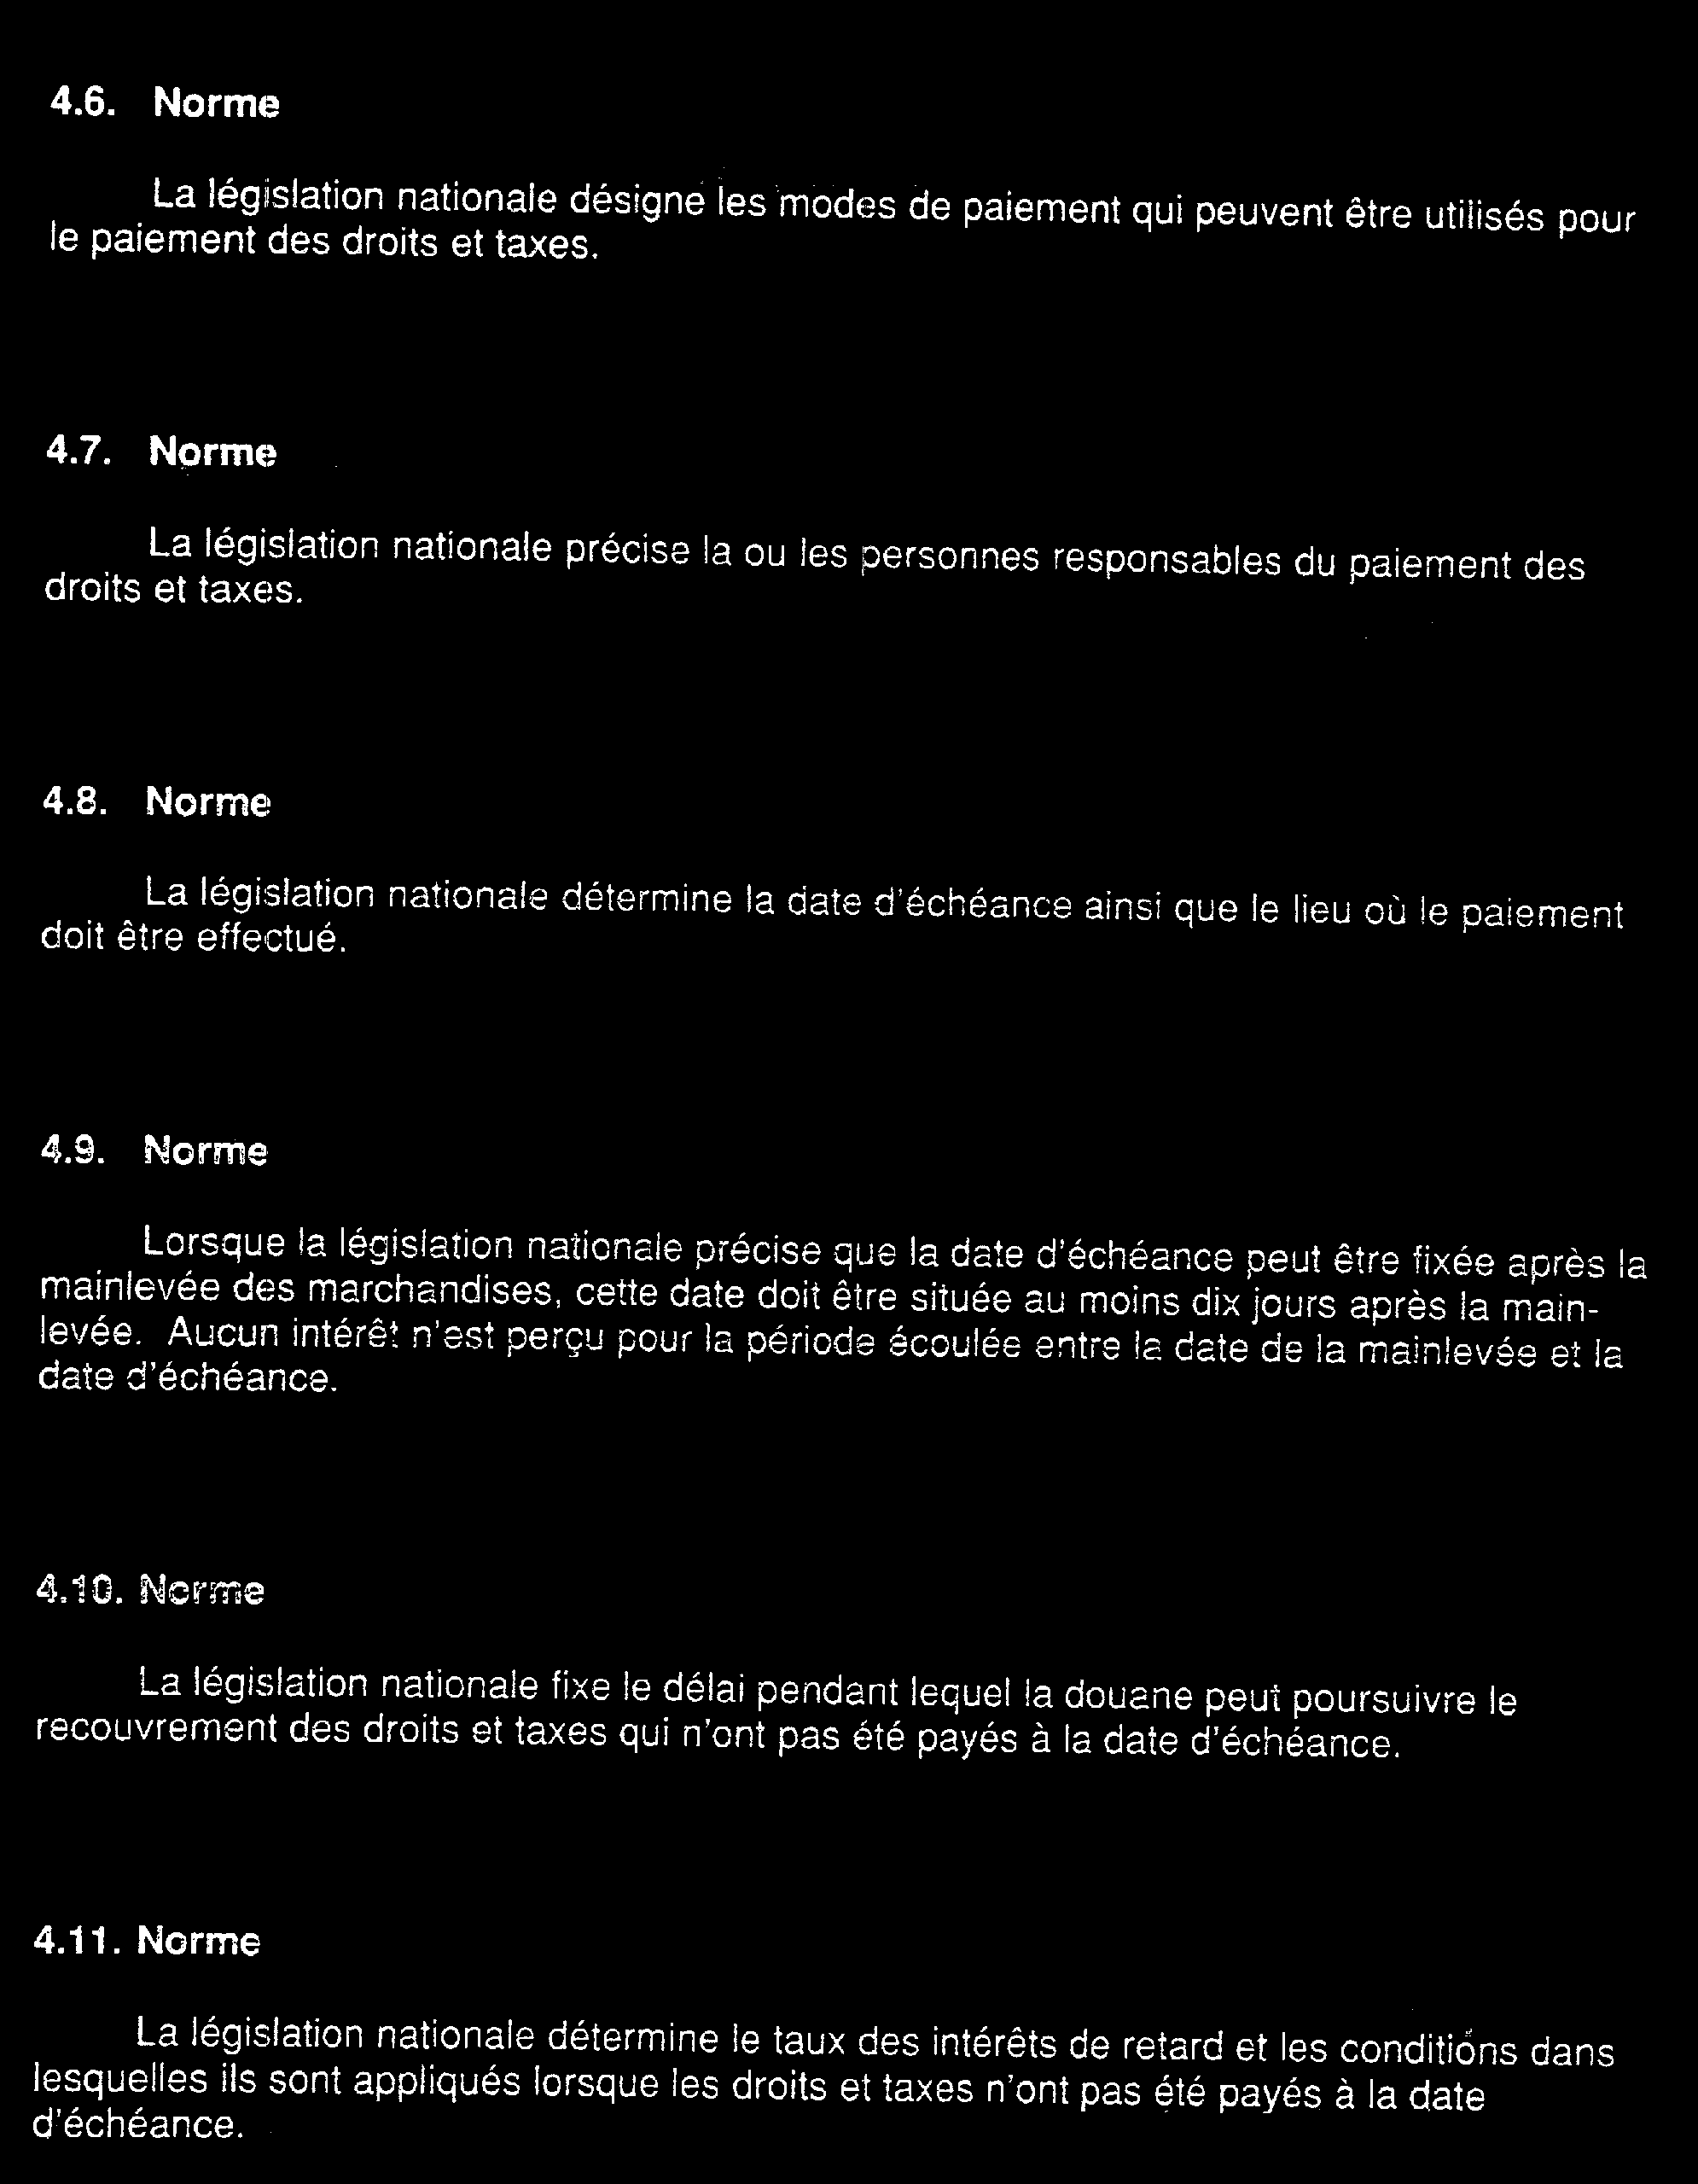 4.6. Norme
La législation nationale désigne les modes de paiement qui peuvent être utilisés pour
le paiement des droits et taxes.
4.7. Norme
La législation nationale précise la ou les personnes responsables du paiement des
droits et taxes.
4.8. Norme
La législation nationale détermine la date d'échéance ainsi que le lieu où le paiement
doit être effectué.
4.9. Norme
Lorsque la législation nationale précise que la date d'échéance peut être fixée après la
mainlevée des marchandises, cette date doit être située au moins dix jours après la main-
levée. Aucun intérêt n'est perçu pour la période écoulée entre la date de la mainlevée et la
date d'échéance.
4.10. Norme
La législation nationale fixe le délai pendant lequel la douane peut poursuivre le
recouvrement des droits et taxes qui n'ont pas été payés à la date d'échéance.
4.11. Norme
La législation nationale détermine le taux des intérêts de retard et les conditions dans
lesquelles ils sont appliqués lorsque les droits et taxes n'ont pas été payés à la date
d'échéance.